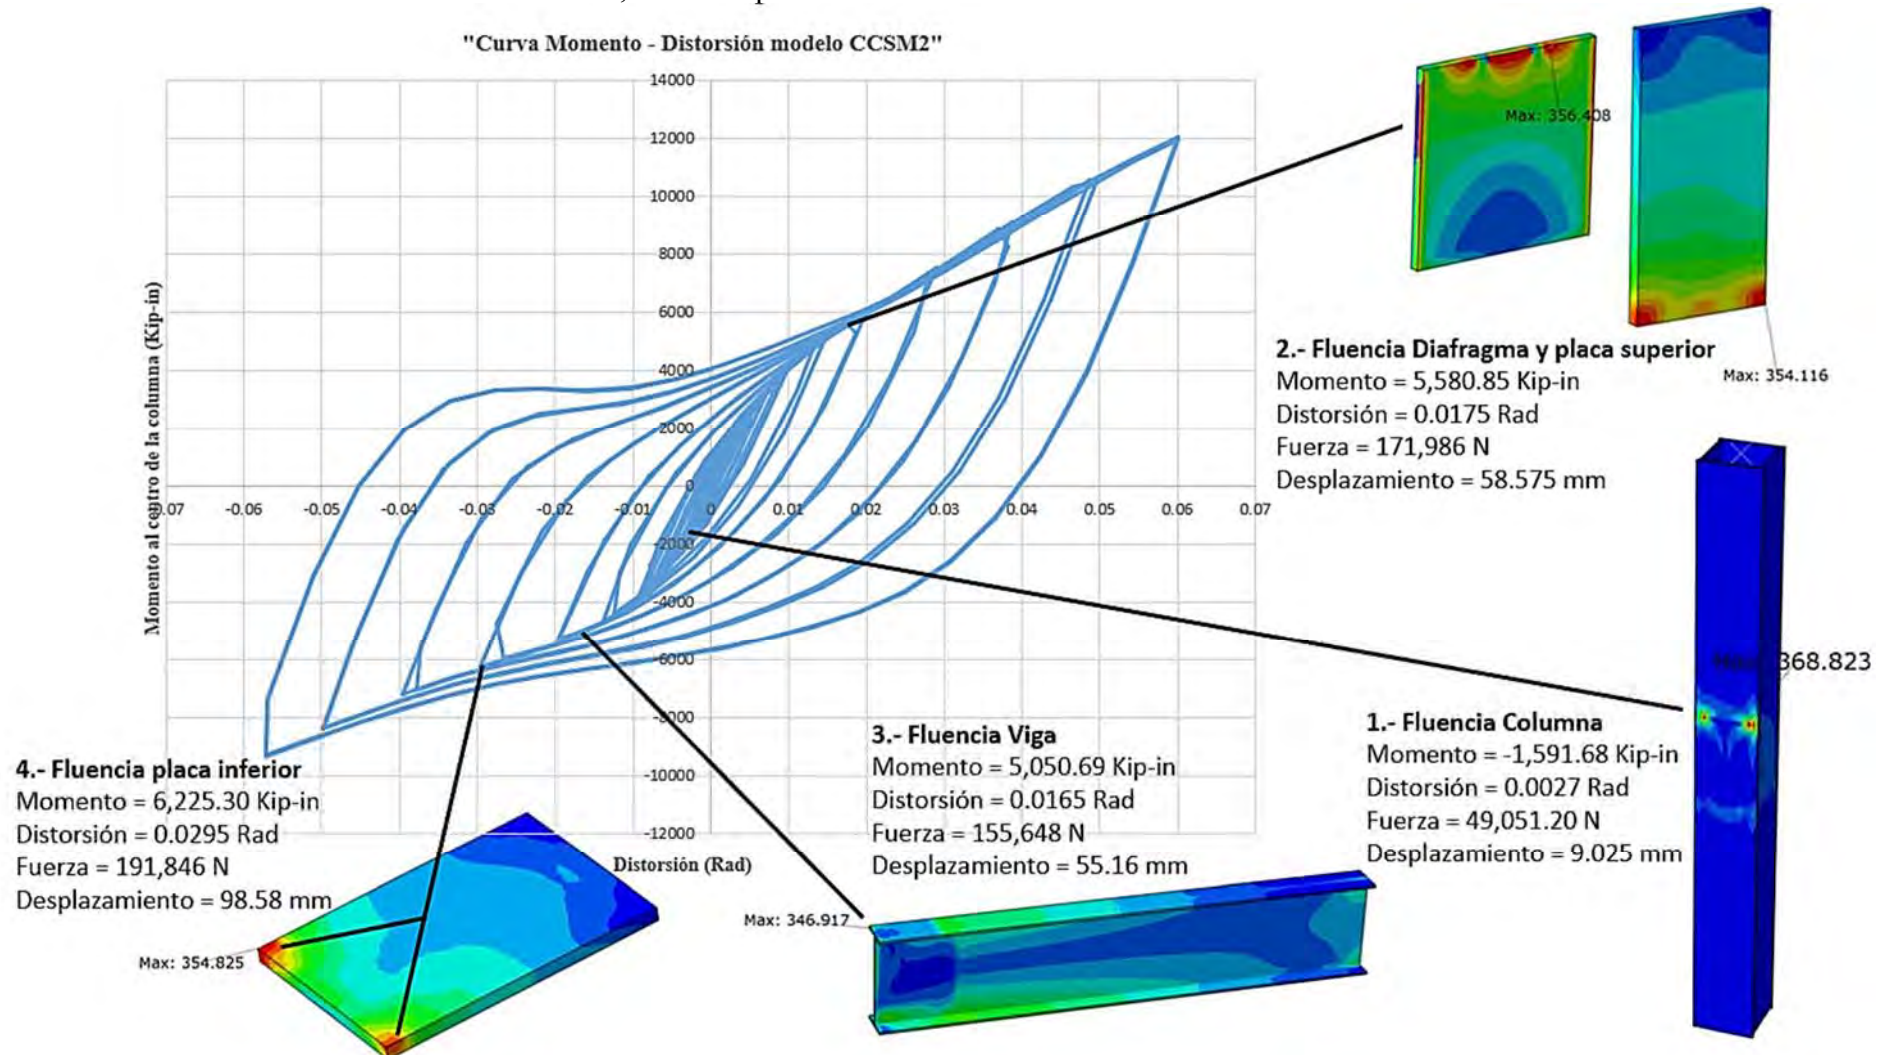 "Curva Momento - Distorsión modelo CCSM2"
Momento al centro de la columna (Kip-in)
14000
12000
10000
8000
6000
4000
2000
0
-2000
-4000
-6000
-8000
-10000
-12000
0.07
-0.06
-0.05
-0.04
-0.03
-0.02
-0.01
0
0.01
0.02
0.03
0.04
0.05
0.06
0.07
Distorsión (Rad)
Max: 356.408
Max: 354.116
2.- Fluencia Diafragma y placa superior
Momento = 5,580.85 Kip-in
Distorsión = 0.0175 Rad
Fuerza = 171,986 N
Desplazamiento = 58.575 mm
368.823
1.- Fluencia Columna
Momento = -1,591.68 Kip-in
Distorsión = 0.0027 Rad
Fuerza = 49,051.20 N
Desplazamiento = 9.025 mm
3.- Fluencia Viga
Momento = 5,050.69 Kip-in
Distorsión = 0.0165 Rad
Fuerza = 155,648 N
Desplazamiento = 55.16 mm
Max: 346.917
4.- Fluencia placa inferior
Momento = 6,225.30 Kip-in
Distorsión = 0.0295 Rad
Fuerza = 191,846 N
Desplazamiento = 98.58 mm
Max: 354.825